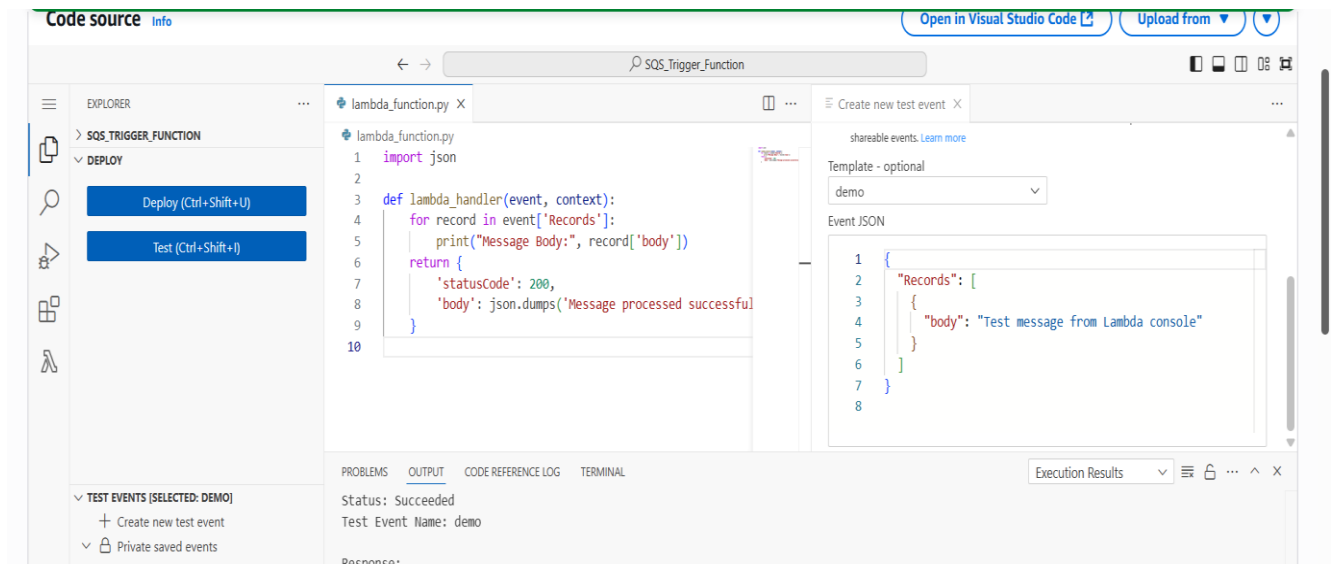 Code source Info
Open in Visual Studio Code
Upload from
SQS_Trigger_Function
EXPLORER
SQS_TRIGGER_FUNCTION
DEPLOY
Deploy (Ctrl+Shift+U)
Test (Ctrl+Shift+I)
TEST EVENTS [SELECTED: DEMO]
Create new test event
Private saved events
lambda_function.py X
lambda_function.py
1 import json
2
3 def lambda_handler(event, context):
4 for record in event['Records']:
5 print("Message Body:", record['body'])
6 return {
7 'statusCode': 200,
8 'body': json.dumps('Message processed successful
9 }
10
Create new test event X
shareable events. Learn more
Template - optional
demo
Event JSON
1 {
2 "Records": [
3 {
4 "body": "Test message from Lambda console"
5 }
6 ]
7 }
8
PROBLEMS OUTPUT CODE REFERENCE LOG TERMINAL
Execution Results
Status: Succeeded
Test Event Name: demo
Response: